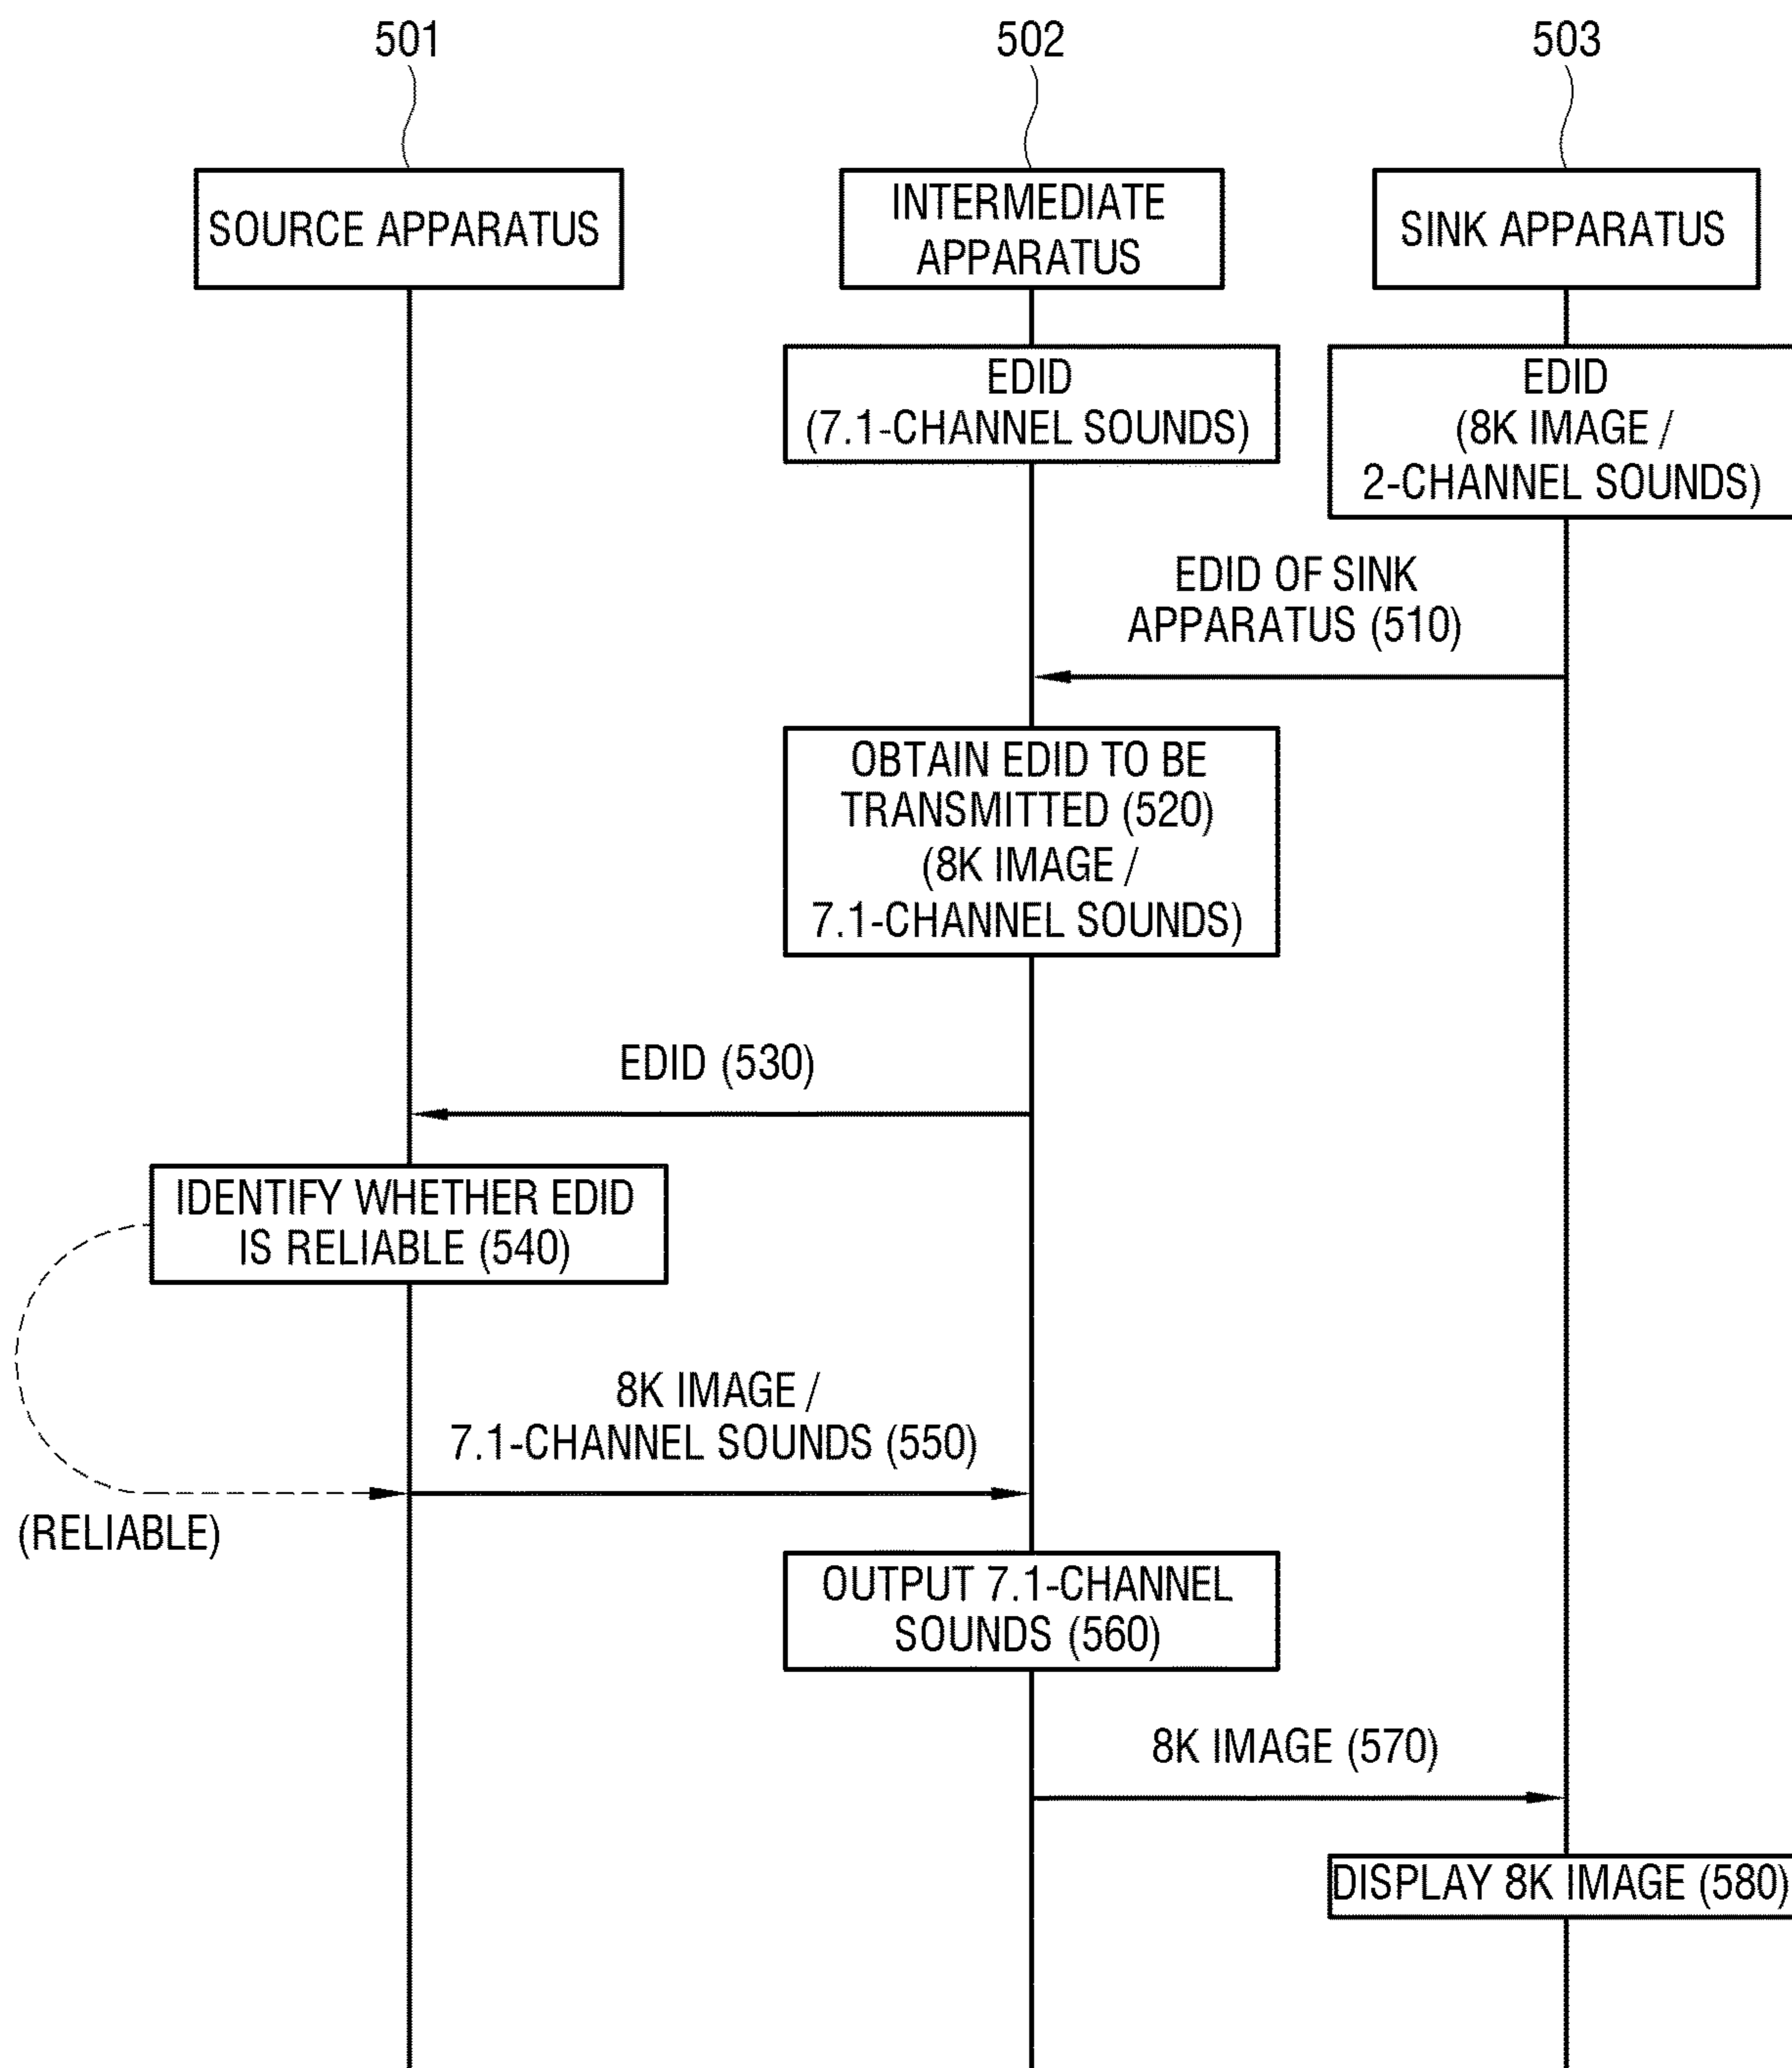 501
502
503
SOURCE APPARATUS
INTERMEDIATE
APPARATUS
SINK APPARATUS
EDID
(7.1-CHANNEL SOUNDS)
EDID
(8K IMAGE /
2-CHANNEL SOUNDS)
EDID OF SINK
APPARATUS (510)
OBTAIN EDID TO BE
TRANSMITTED (520)
(8K IMAGE /
7.1-CHANNEL SOUNDS)
EDID (530)
IDENTIFY WHETHER EDID
IS RELIABLE (540)
8K IMAGE /
7.1-CHANNEL SOUNDS (550)
(RELIABLE)
OUTPUT 7.1-CHANNEL
SOUNDS (560)
8K IMAGE (570)
DISPLAY 8K IMAGE (580)